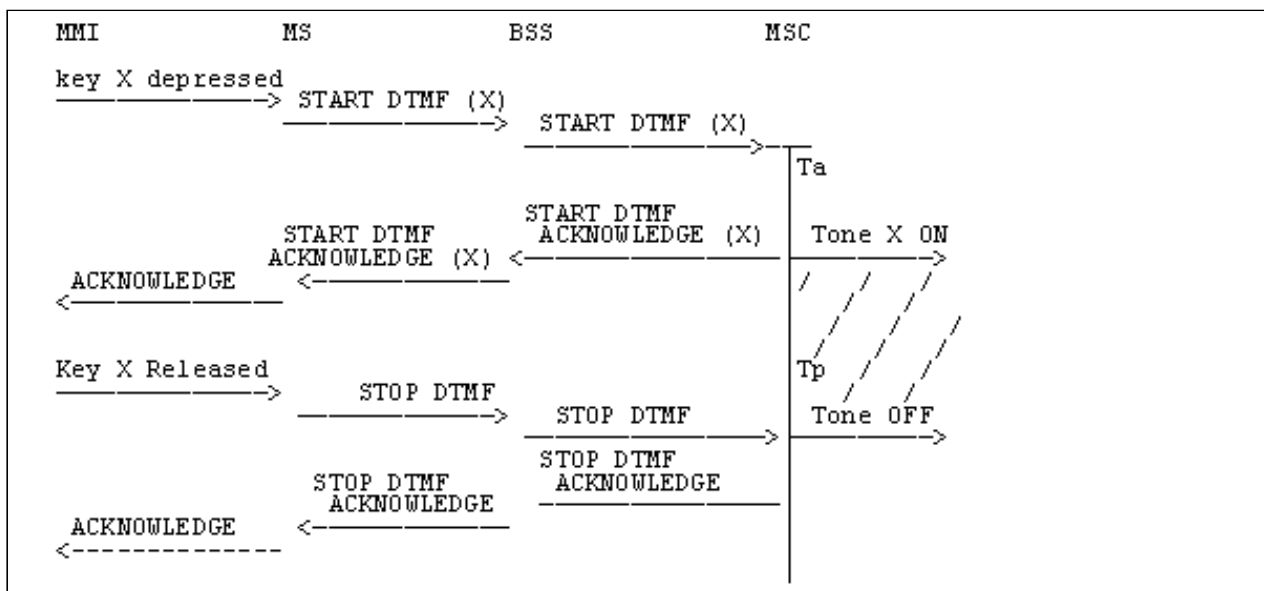 MMI MS BSS MSC
key X depressed
START DTMF (X)
START DTMF (X)
Ta
START DTMF
ACKNOWLEDGE (X)
Tone X ON
START DTMF
ACKNOWLEDGE (X)
ACKNOWLEDGE
Key X Released
Tp
STOP DTMF
STOP DTMF
Tone OFF
STOP DTMF
ACKNOWLEDGE
STOP DTMF
ACKNOWLEDGE
ACKNOWLEDGE